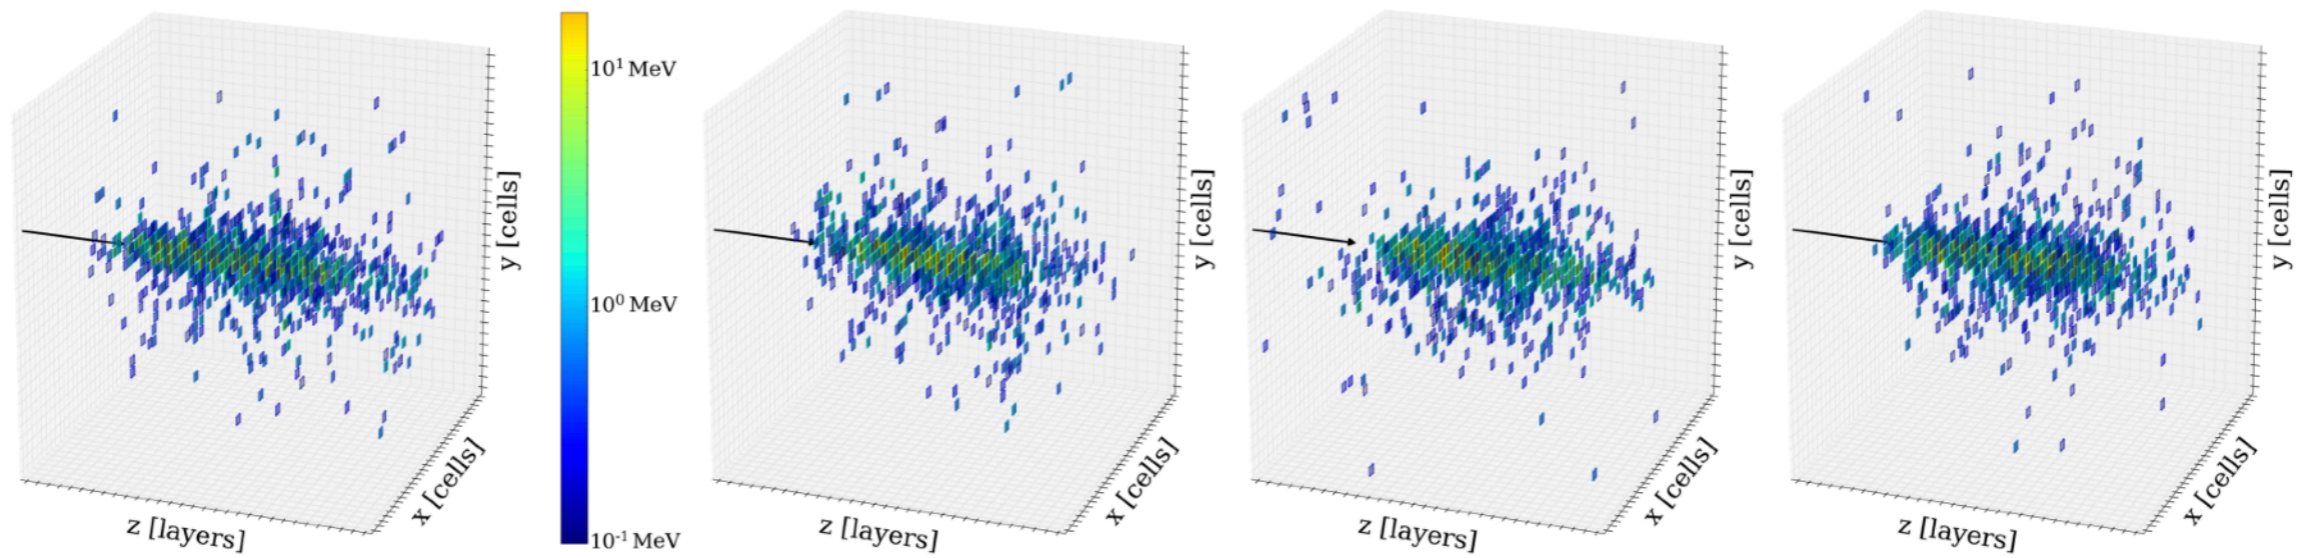 y [cells]
x [cells]
z [layers]
10¹ MeV
10⁰ MeV
10⁻¹ MeV
y [cells]
x [cells]
z [layers]
y [cells]
x [cells]
z [layers]
y [cells]
x [cells]
z [layers]